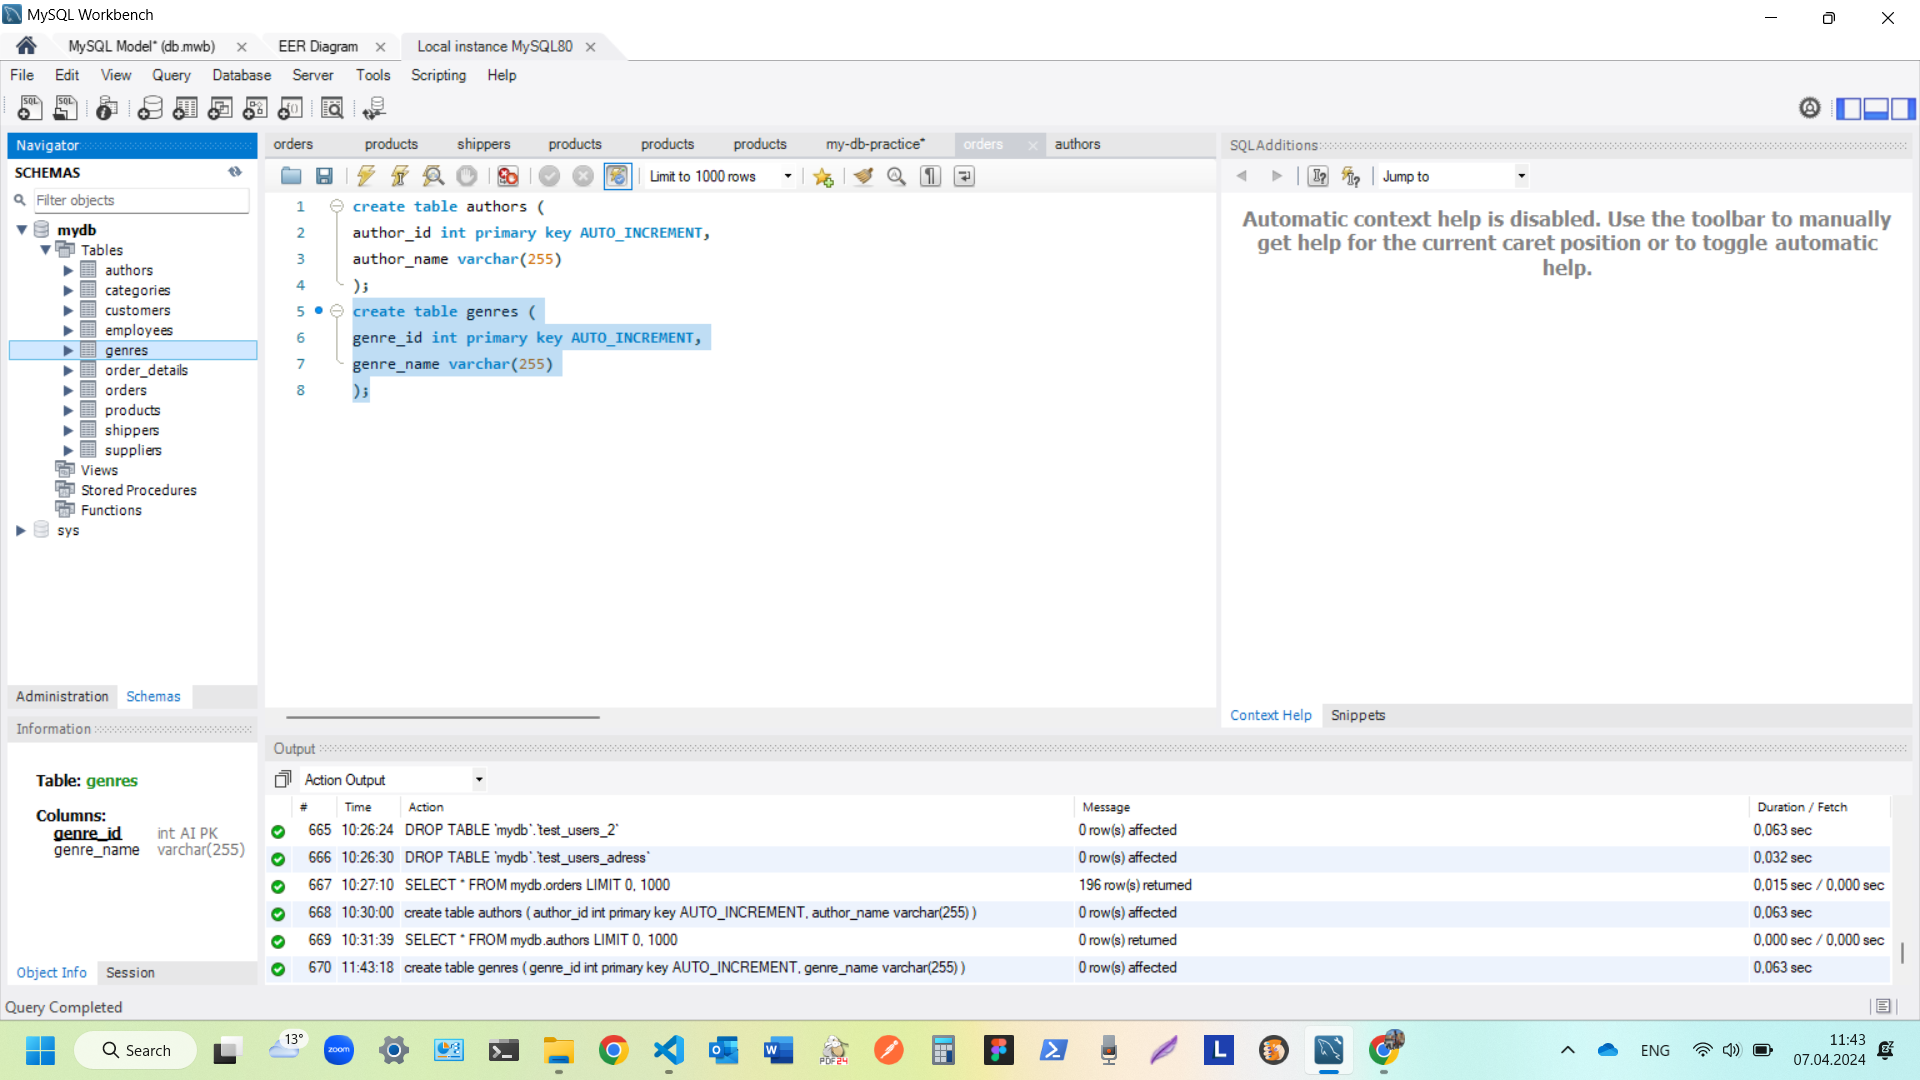 MySQL Workbench
MySQL Model* (db.mwb)
EER Diagram
Local instance MySQL80
File Edit View Query Database Server Tools Scripting Help
Navigator
SCHEMAS
Filter objects
mydb
Tables
authors
categories
customers
employees
genres
order_details
orders
products
shippers
suppliers
Views
Stored Procedures
Functions
sys
Administration Schemas
Information
Table: genres
Columns:
genre_id int AI PK
genre_name varchar(255)
Object Info Session
orders products shippers products products products my-db-practice* orders authors
Limit to 1000 rows
1 create table authors (
2 author_id int primary key AUTO_INCREMENT,
3 author_name varchar(255)
4 );
5 create table genres (
6 genre_id int primary key AUTO_INCREMENT,
7 genre_name varchar(255)
8 );
SQLAdditions
Jump to
Automatic context help is disabled. Use the toolbar to manually
get help for the current caret position or to toggle automatic
help.
Context Help Snippets
Output
Action Output
# Time Action Message Duration / Fetch
665 10:26:24 DROP TABLE `mydb`.`test_users_2` 0 row(s) affected 0,063 sec
666 10:26:30 DROP TABLE `mydb`.`test_users_adress` 0 row(s) affected 0,032 sec
667 10:27:10 SELECT * FROM mydb.orders LIMIT 0, 1000 196 row(s) returned 0,015 sec / 0,000 sec
668 10:30:00 create table authors ( author_id int primary key AUTO_INCREMENT, author_name varchar(255) ) 0 row(s) affected 0,063 sec
669 10:31:39 SELECT * FROM mydb.authors LIMIT 0, 1000 0 row(s) returned 0,000 sec / 0,000 sec
670 11:43:18 create table genres ( genre_id int primary key AUTO_INCREMENT, genre_name varchar(255) ) 0 row(s) affected 0,063 sec
Query Completed
Search
13°
zoom
PDF24
L
ENG
11:43
07.04.2024